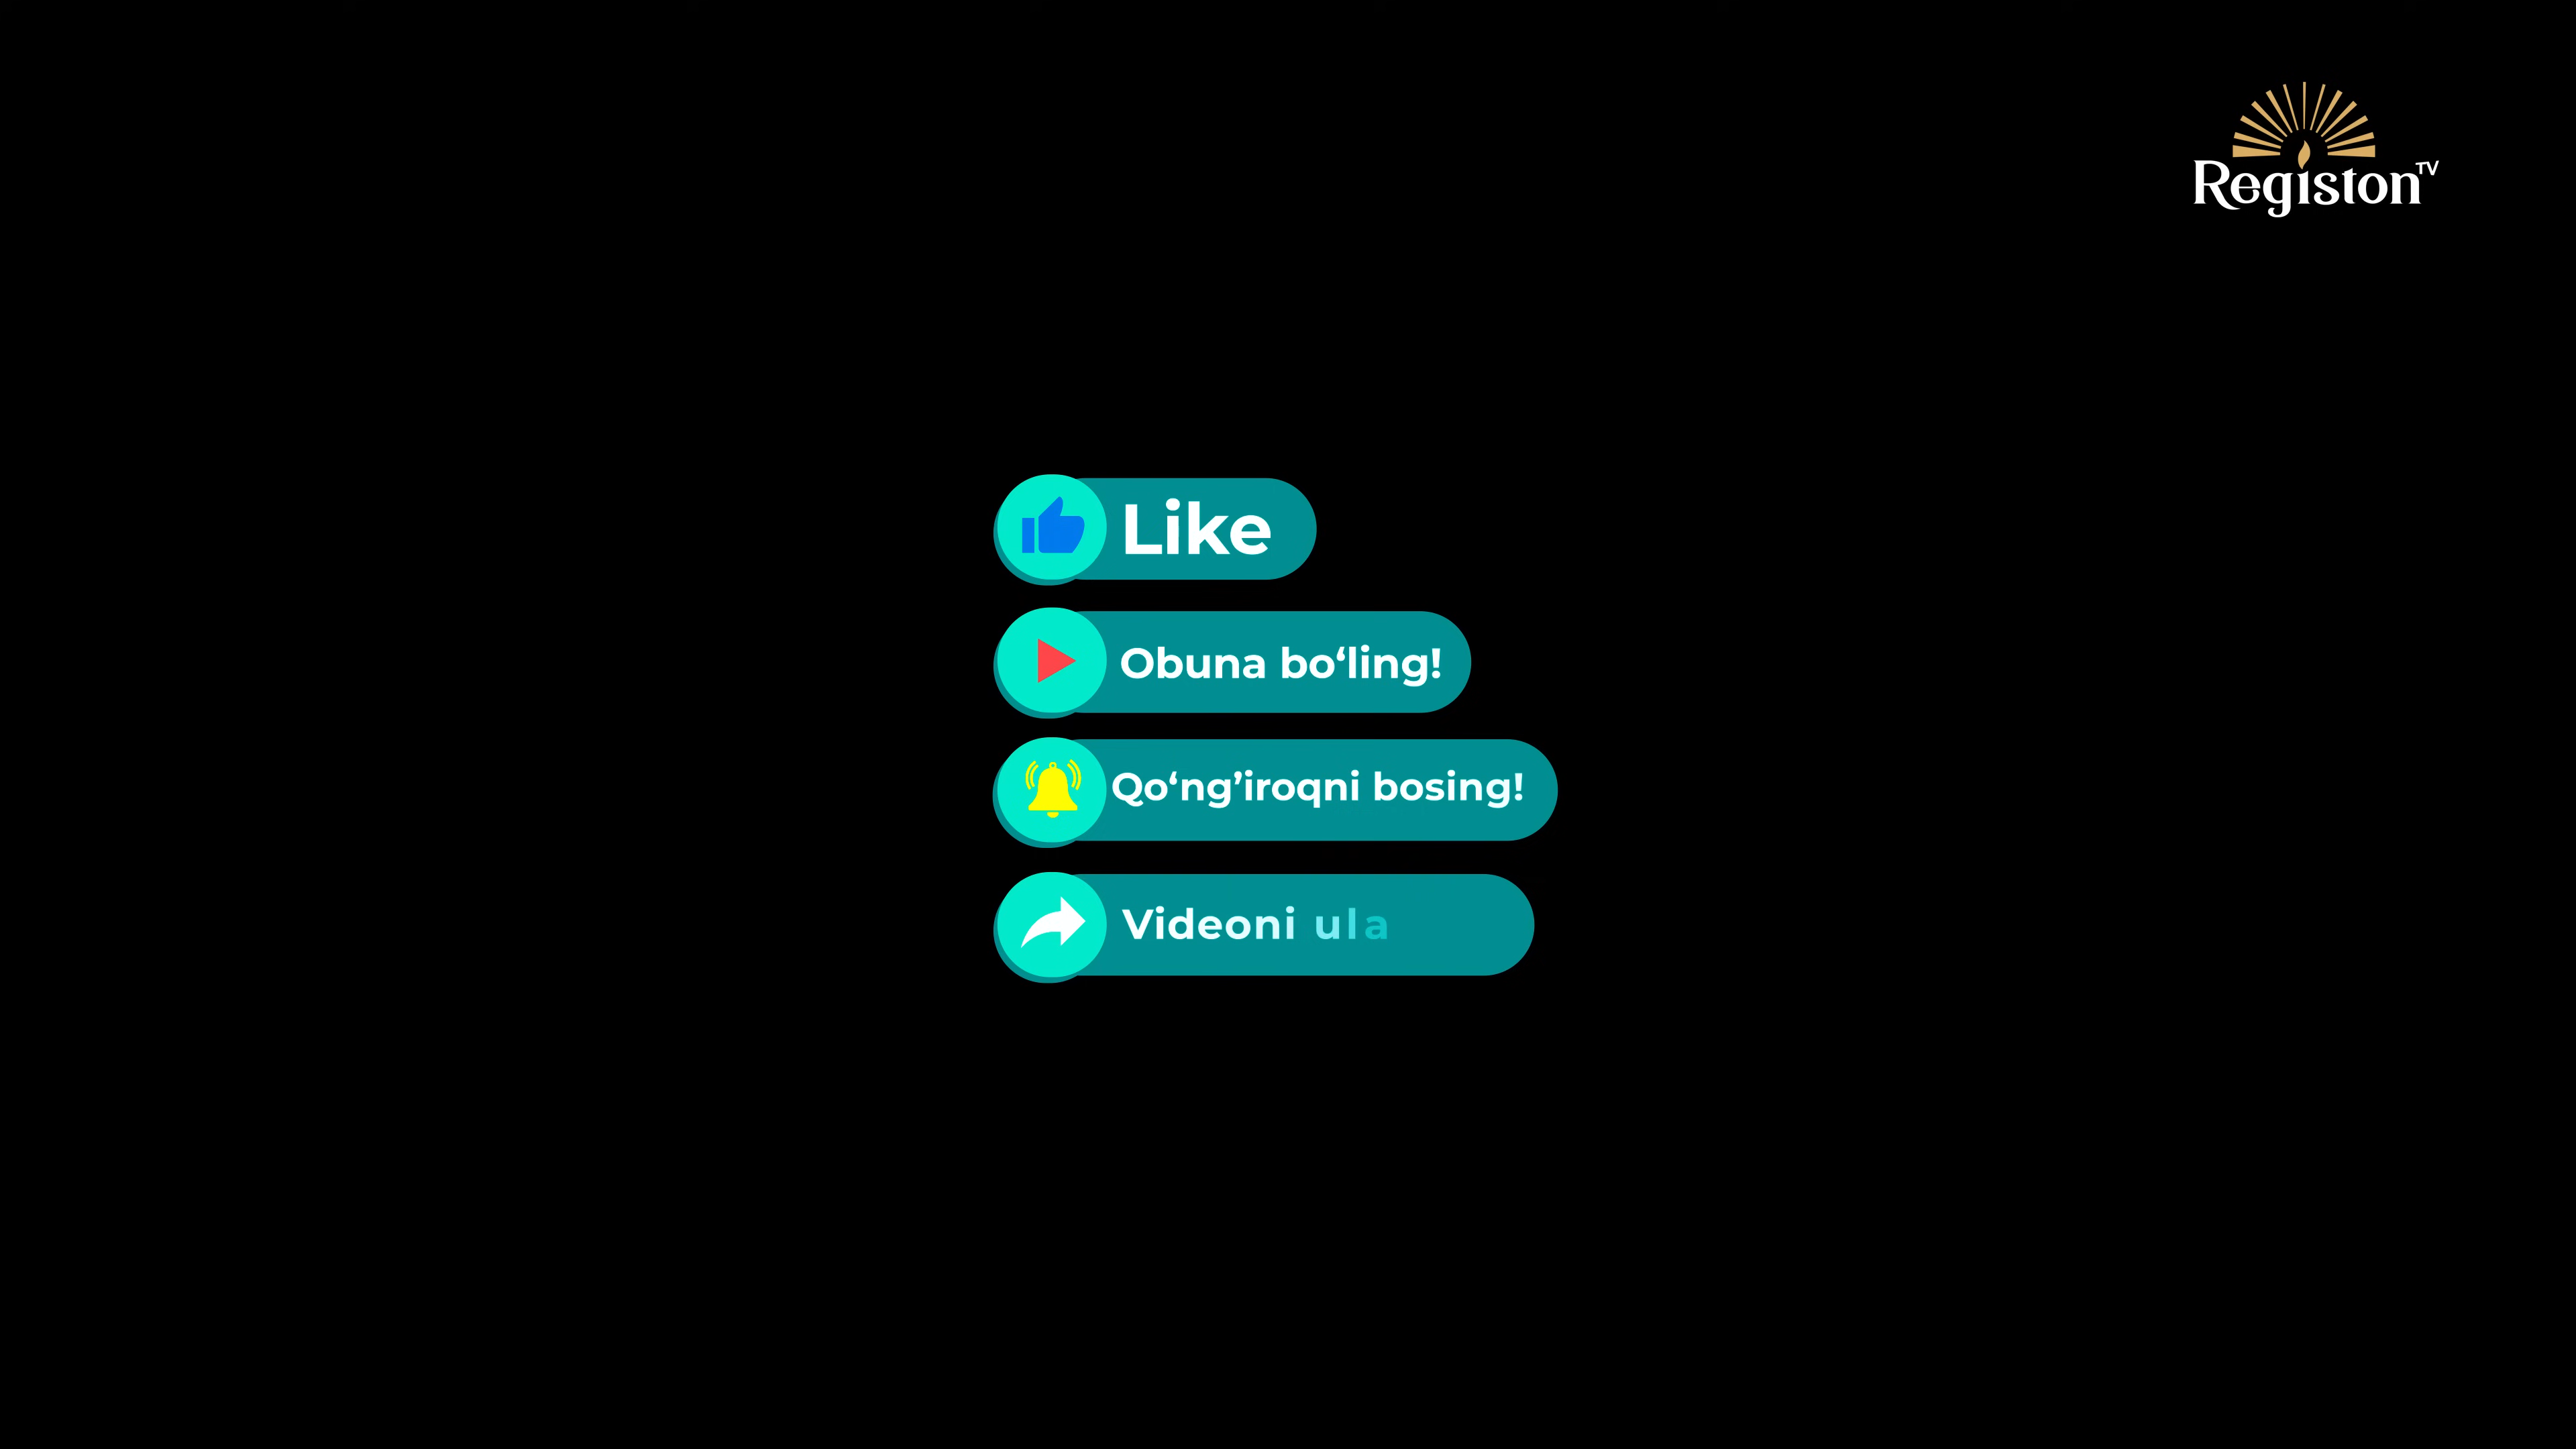 Registon TV
Like
Obuna bo‘ling!
Qo‘ng’iroqni bosing!
Videoni ula